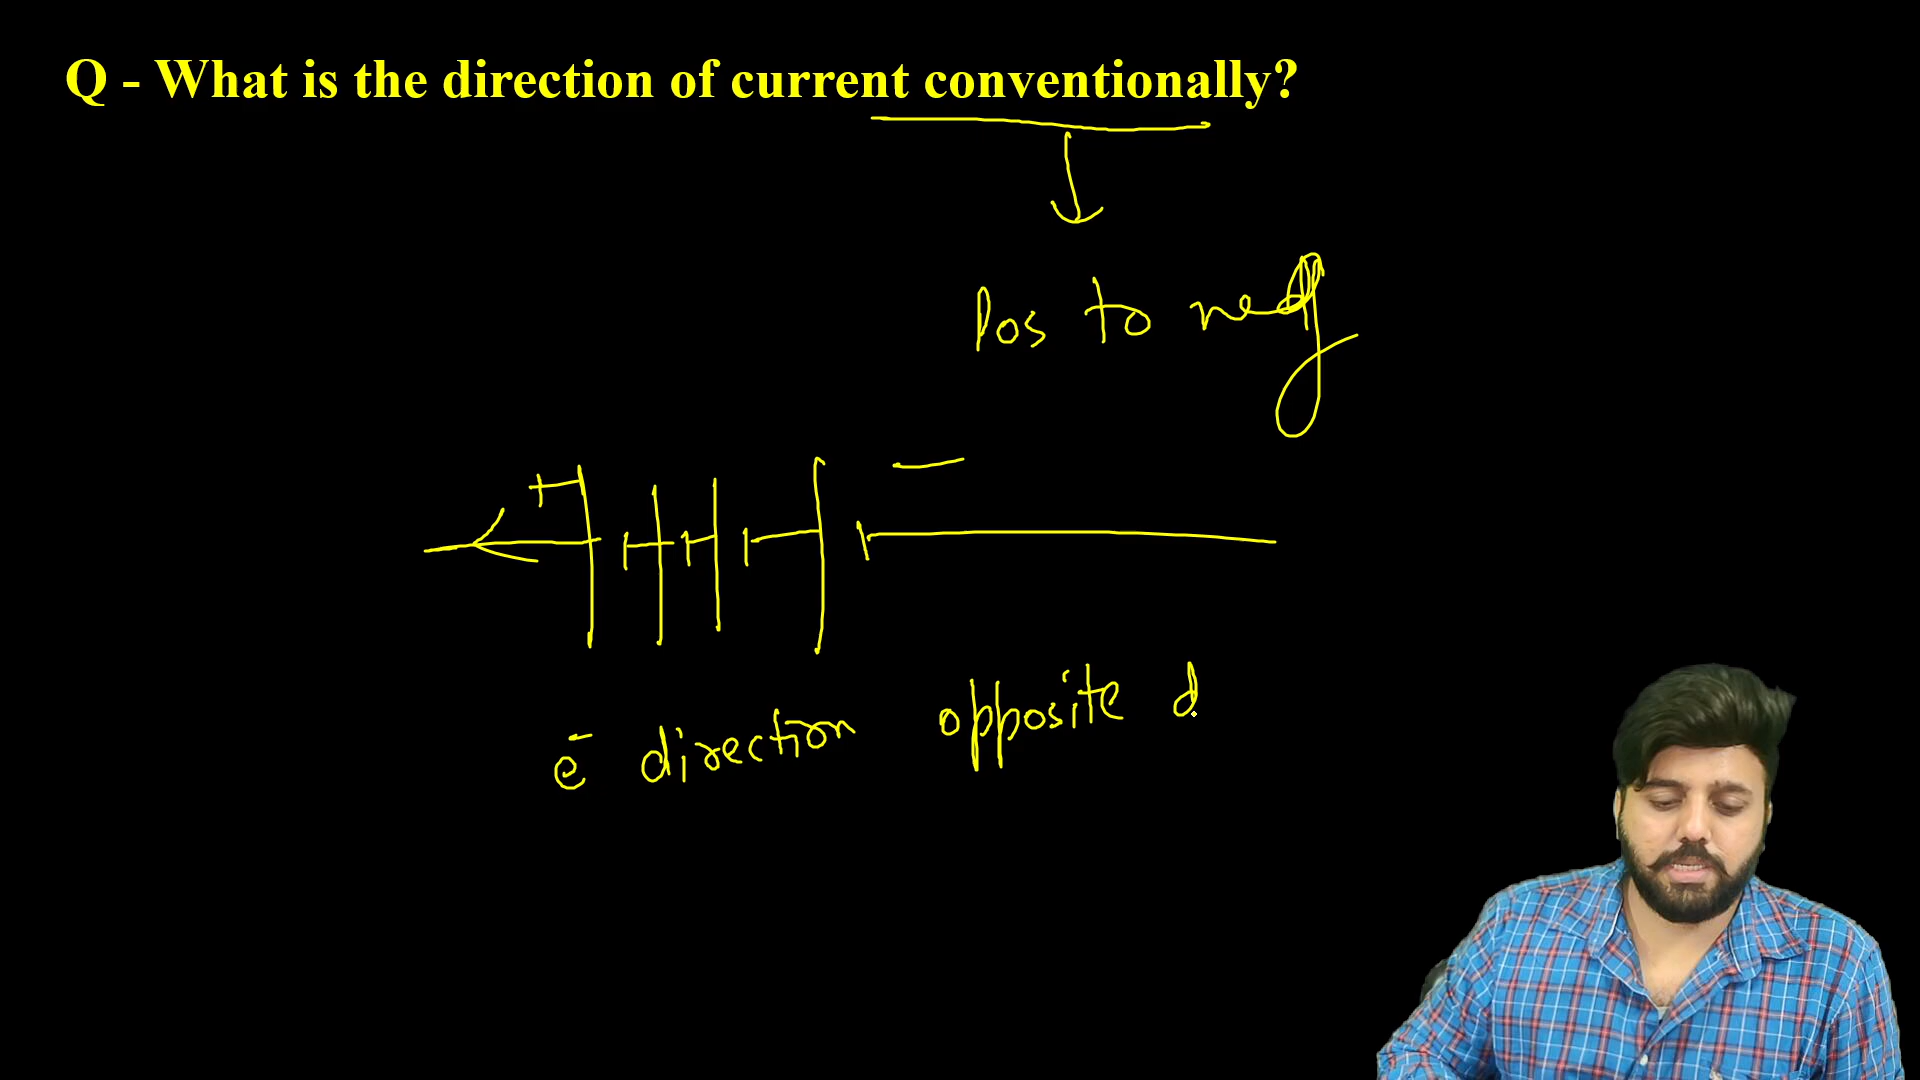 Q - What is the direction of current conventionally?
Pos to neg
+ −
e⁻ direction opposite d